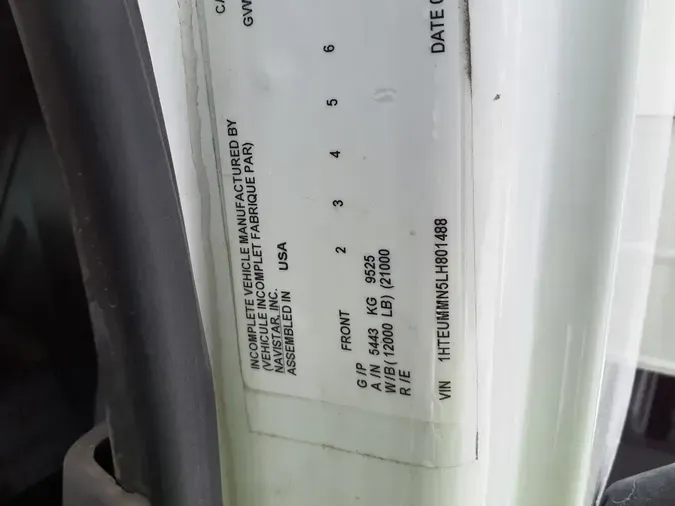 INCOMPLETE VEHICLE MANUFACTURED BY
(VEHICULE INCOMPLET FABRIQUE PAR)
NAVISTAR, INC.
ASSEMBLED IN USA
GVW
FRONT 2 3 4 5 6
G /P
A /N 5443 KG 9525
W/B( 12000 LB) (21000
R /E
VIN 1HTEUMMN5LH801488
DATE